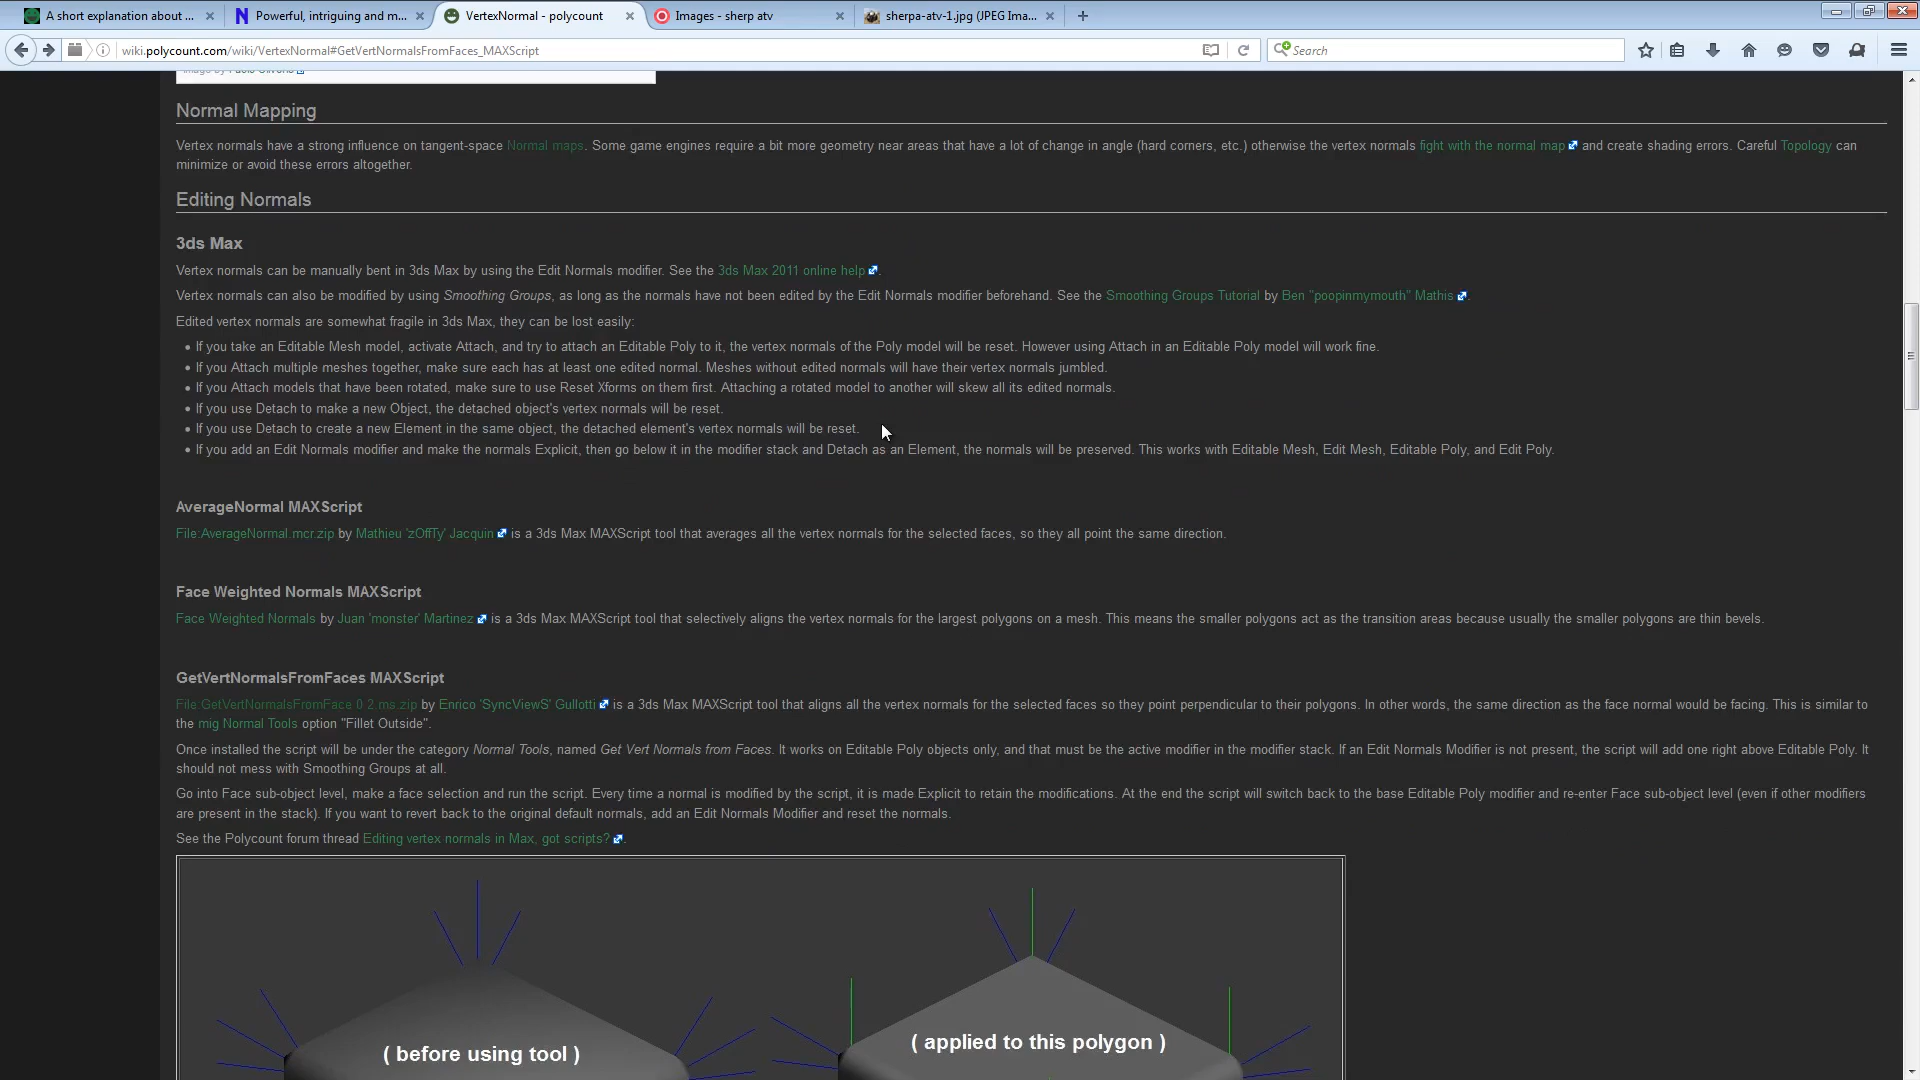 A short explanation about ...
Powerful, intriguing and m...
VertexNormal - polycount
Images - sherp atv
sherpa-atv-1.jpg (JPEG Ima...
wiki.polycount.com/wiki/VertexNormal#GetVertNormalsFromFaces_MAXScript
Search
Normal Mapping
Vertex normals have a strong influence on tangent-space Normal maps. Some game engines require a bit more geometry near areas that have a lot of change in angle (hard corners, etc.) otherwise the vertex normals fight with the normal map and create shading errors. Careful Topology can
minimize or avoid these errors altogether.
Editing Normals
3ds Max
Vertex normals can be manually bent in 3ds Max by using the Edit Normals modifier. See the 3ds Max 2011 online help.
Vertex normals can also be modified by using Smoothing Groups, as long as the normals have not been edited by the Edit Normals modifier beforehand. See the Smoothing Groups Tutorial by Ben "poopinmymouth" Mathis.
Edited vertex normals are somewhat fragile in 3ds Max, they can be lost easily:
• If you take an Editable Mesh model, activate Attach, and try to attach an Editable Poly to it, the vertex normals of the Poly model will be reset. However using Attach in an Editable Poly model will work fine.
• If you Attach multiple meshes together, make sure each has at least one edited normal. Meshes without edited normals will have their vertex normals jumbled.
• If you Attach models that have been rotated, make sure to use Reset Xforms on them first. Attaching a rotated model to another will skew all its edited normals.
• If you use Detach to make a new Object, the detached object's vertex normals will be reset.
• If you use Detach to create a new Element in the same object, the detached element's vertex normals will be reset.
• If you add an Edit Normals modifier and make the normals Explicit, then go below it in the modifier stack and Detach as an Element, the normals will be preserved. This works with Editable Mesh, Edit Mesh, Editable Poly, and Edit Poly.
AverageNormal MAXScript
File:AverageNormal.mcr.zip by Mathieu 'zOffTy' Jacquin is a 3ds Max MAXScript tool that averages all the vertex normals for the selected faces, so they all point the same direction.
Face Weighted Normals MAXScript
Face Weighted Normals by Juan 'monster' Martinez is a 3ds Max MAXScript tool that selectively aligns the vertex normals for the largest polygons on a mesh. This means the smaller polygons act as the transition areas because usually the smaller polygons are thin bevels.
GetVertNormalsFromFaces MAXScript
File:GetVertNormalsFromFace 0.2.ms.zip by Enrico 'SyncViewS' Gullotti is a 3ds Max MAXScript tool that aligns all the vertex normals for the selected faces so they point perpendicular to their polygons. In other words, the same direction as the face normal would be facing. This is similar to
the mig Normal Tools option "Fillet Outside".
Once installed the script will be under the category Normal Tools, named Get Vert Normals from Faces. It works on Editable Poly objects only, and that must be the active modifier in the modifier stack. If an Edit Normals Modifier is not present, the script will add one right above Editable Poly. It
should not mess with Smoothing Groups at all.
Go into Face sub-object level, make a face selection and run the script. Every time a normal is modified by the script, it is made Explicit to retain the modifications. At the end the script will switch back to the base Editable Poly modifier and re-enter Face sub-object level (even if other modifiers
are present in the stack). If you want to revert back to the original default normals, add an Edit Normals Modifier and reset the normals.
See the Polycount forum thread Editing vertex normals in Max, got scripts?.
( before using tool )
( applied to this polygon )